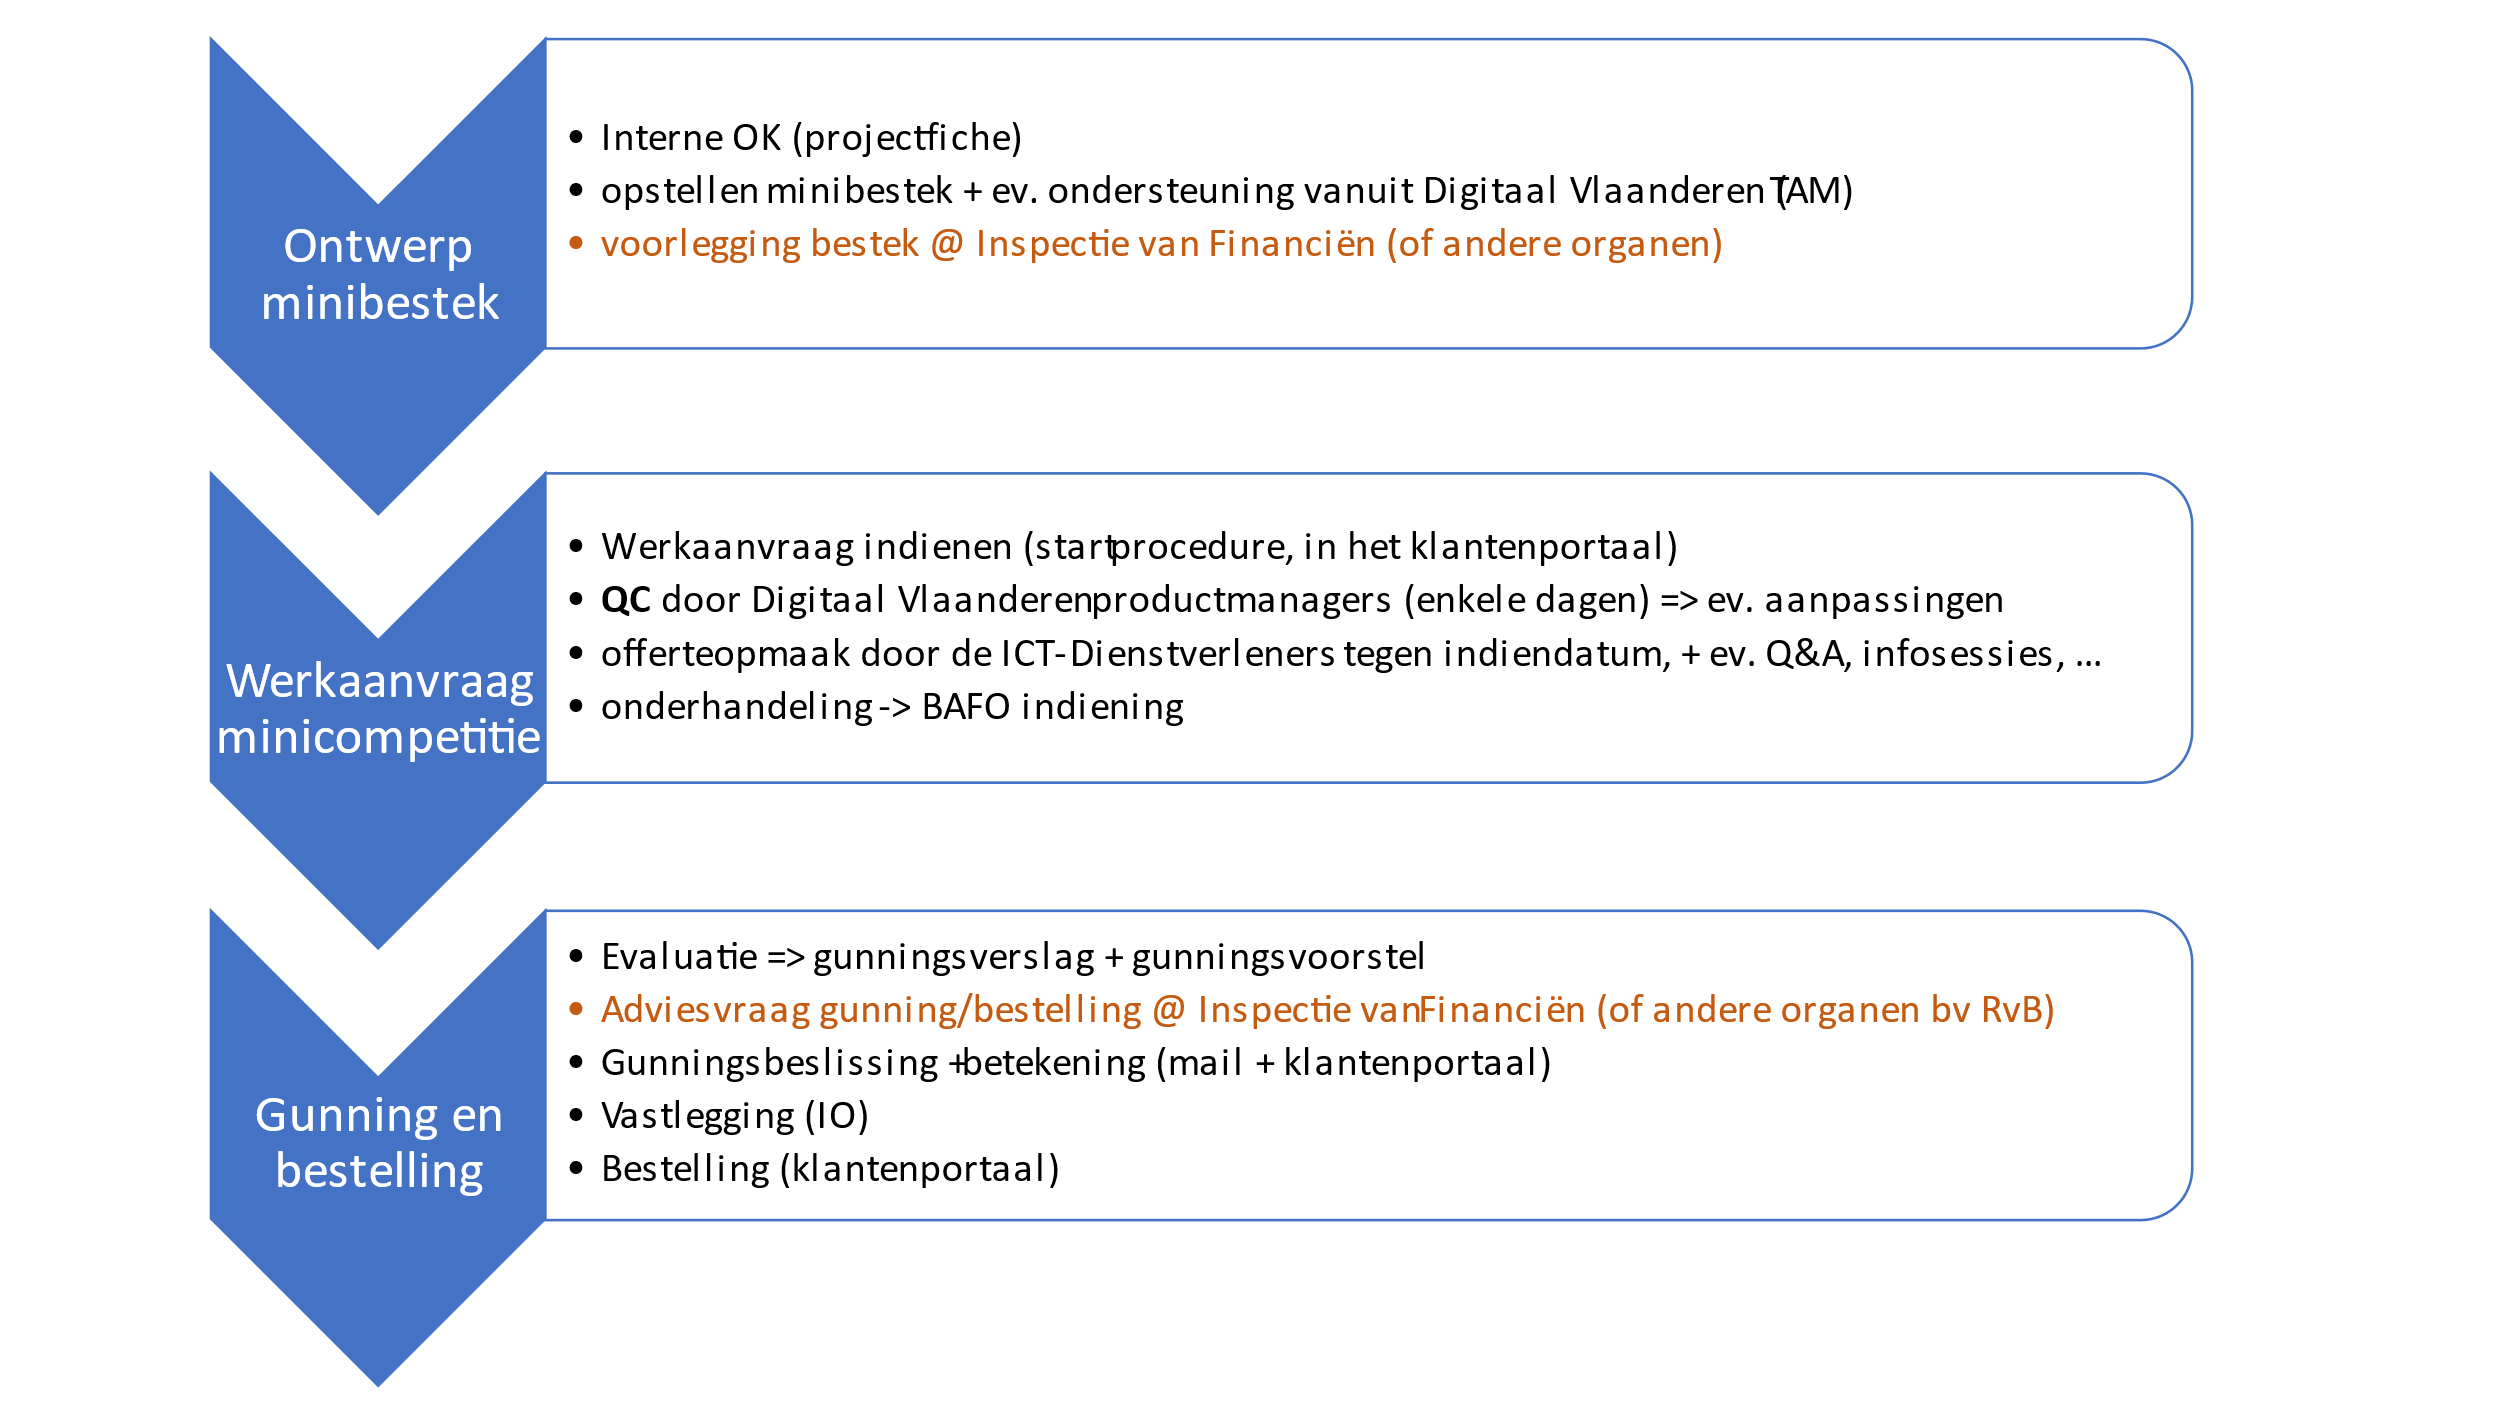 Ontwerp
minibestek
• Interne OK (projectfiche)
• opstellen minibestek + ev. ondersteuning vanuit Digitaal Vlaanderen (TAM)
• voorlegging bestek @ Inspectie van Financiën (of andere organen)
Werkaanvraag
minicompetitie
• Werkaanvraag indienen (startprocedure, in het klantenportaal)
• QC door Digitaal Vlaanderen productmanagers (enkele dagen) => ev. aanpassingen
• offerteopmaak door de ICT-Dienstverleners tegen indiendatum, + ev. Q&A, infosessies, ...
• onderhandeling -> BAFO indiening
Gunning en
bestelling
• Evaluatie => gunningsverslag + gunningsvoorstel
• Adviesvraag gunning/bestelling @ Inspectie van Financiën (of andere organen bv RvB)
• Gunningsbeslissing + betekening (mail + klantenportaal)
• Vastlegging (IO)
• Bestelling (klantenportaal)